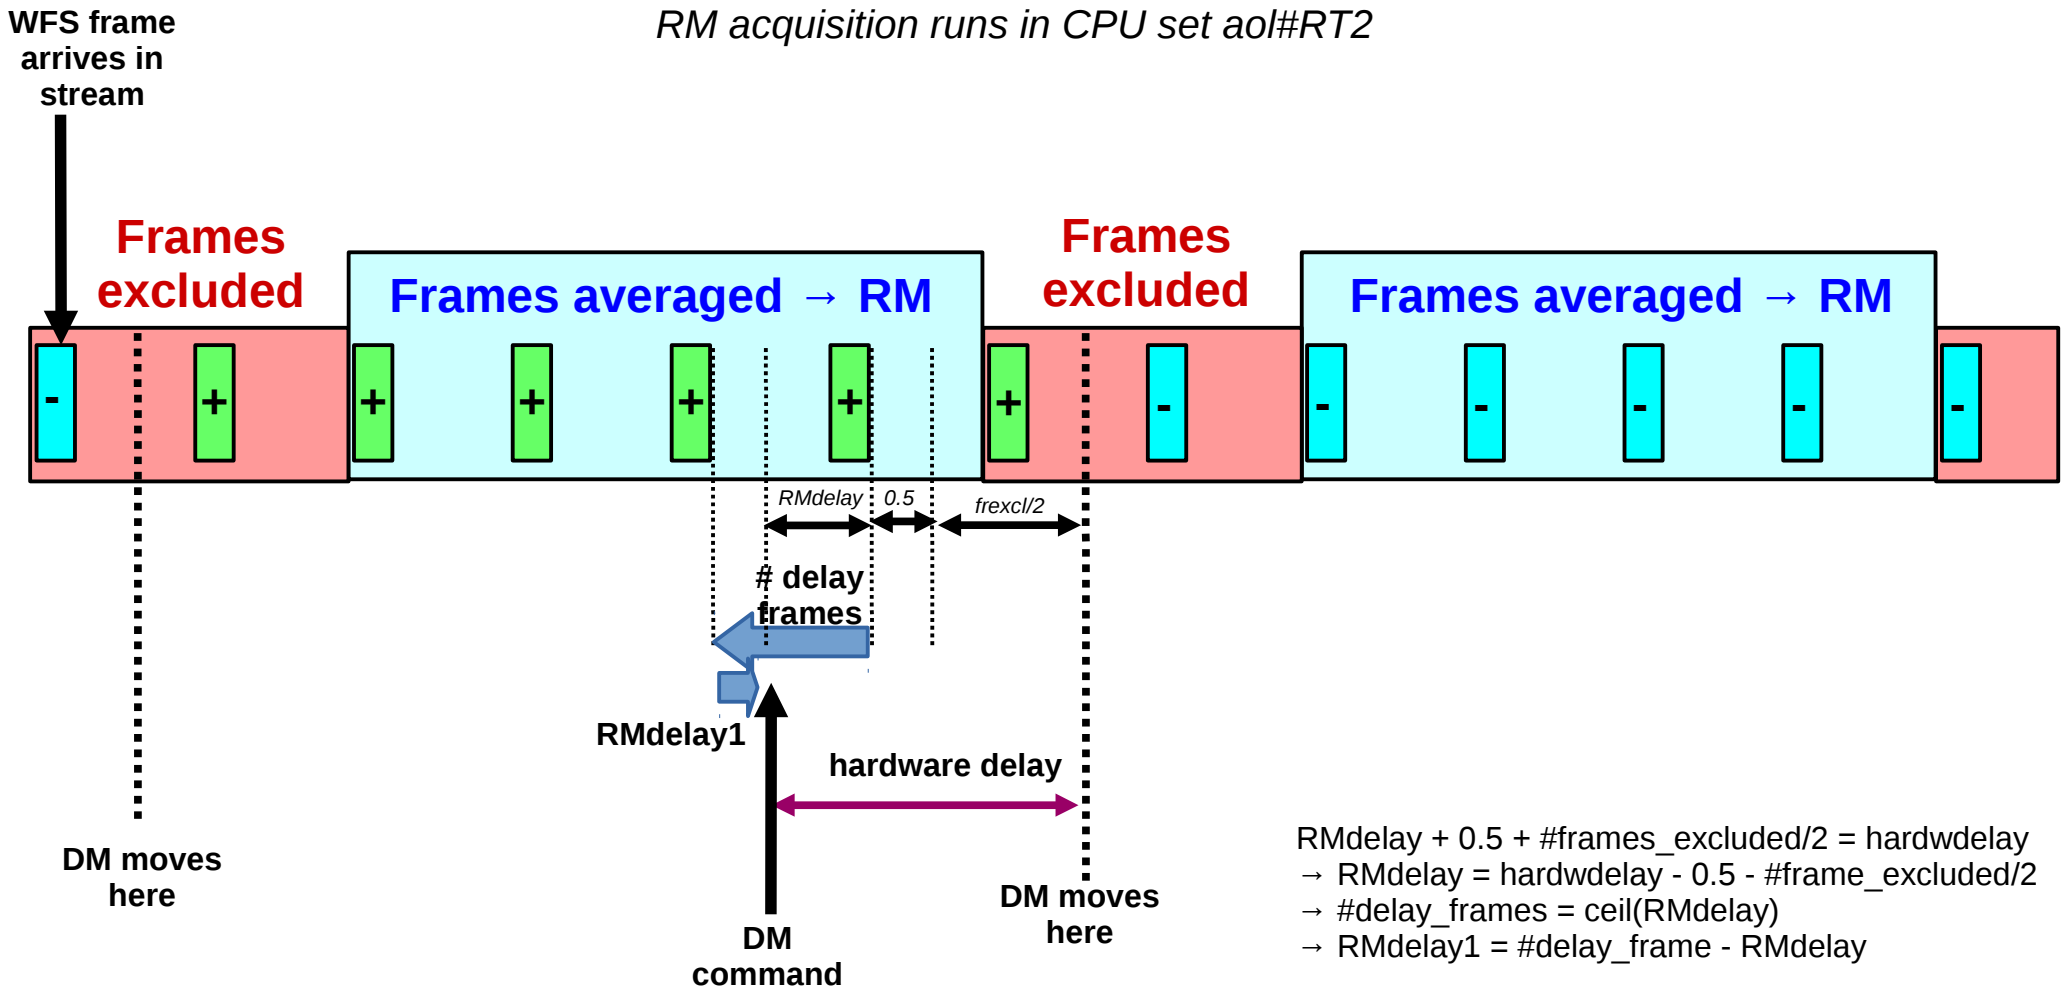 WFS frame
arrives in
stream
RM acquisition runs in CPU set aol#RT2
Frames
excluded
Frames averaged → RM
Frames
excluded
Frames averaged → RM
- + + + + + + - - - - - -
RMdelay 0.5 frexcl/2
# delay
frames
RMdelay1
hardware delay
DM moves
here
DM
command
DM moves
here
RMdelay + 0.5 + #frames_excluded/2 = hardwdelay
→ RMdelay = hardwdelay - 0.5 - #frame_excluded/2
→ #delay_frames = ceil(RMdelay)
→ RMdelay1 = #delay_frame - RMdelay